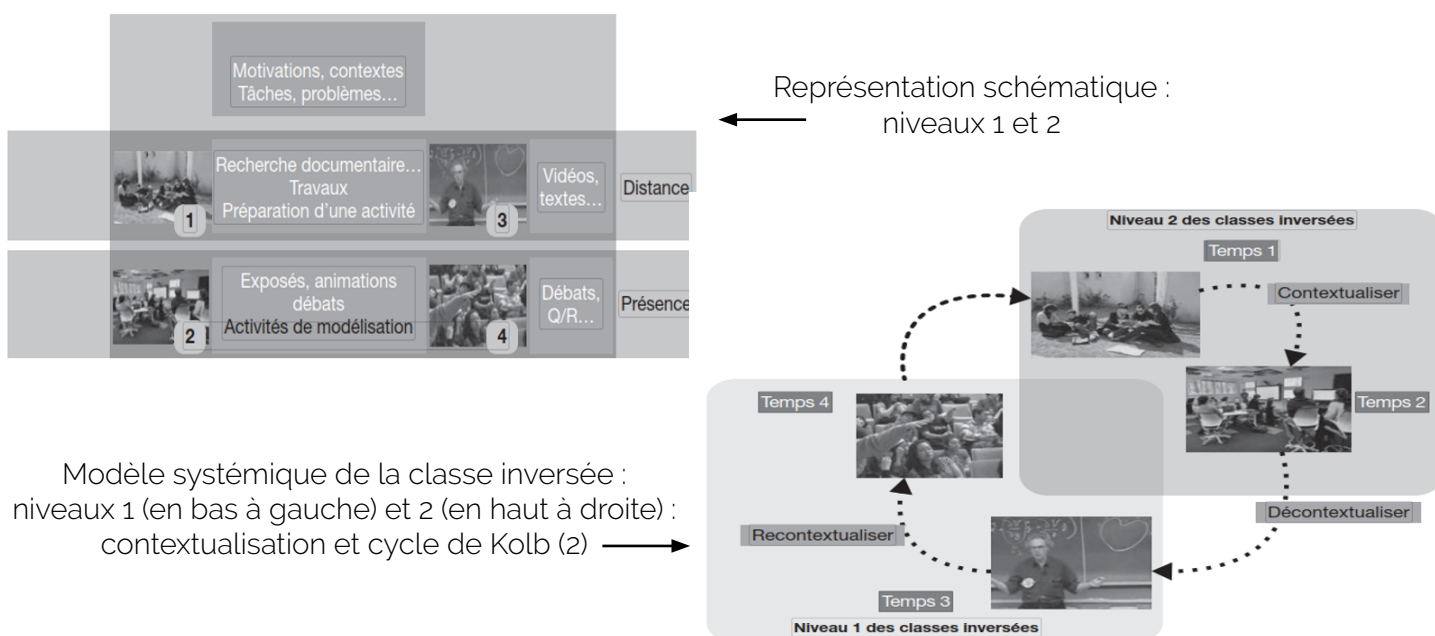 Motivations, contextes
Tâches, problèmes...
Représentation schématique :
niveaux 1 et 2
Recherche documentaire...
Travaux
Préparation d'une activité
1
3
Vidéos,
textes...
Distance
Exposés, animations
débats
Activités de modélisation
2
4
Débats,
Q/R...
Présence
Niveau 2 des classes inversées
Temps 1
Contextualiser
Temps 2
Décontextualiser
Temps 4
Recontextualiser
Temps 3
Niveau 1 des classes inversées
Modèle systémique de la classe inversée :
niveaux 1 (en bas à gauche) et 2 (en haut à droite) :
contextualisation et cycle de Kolb (2)